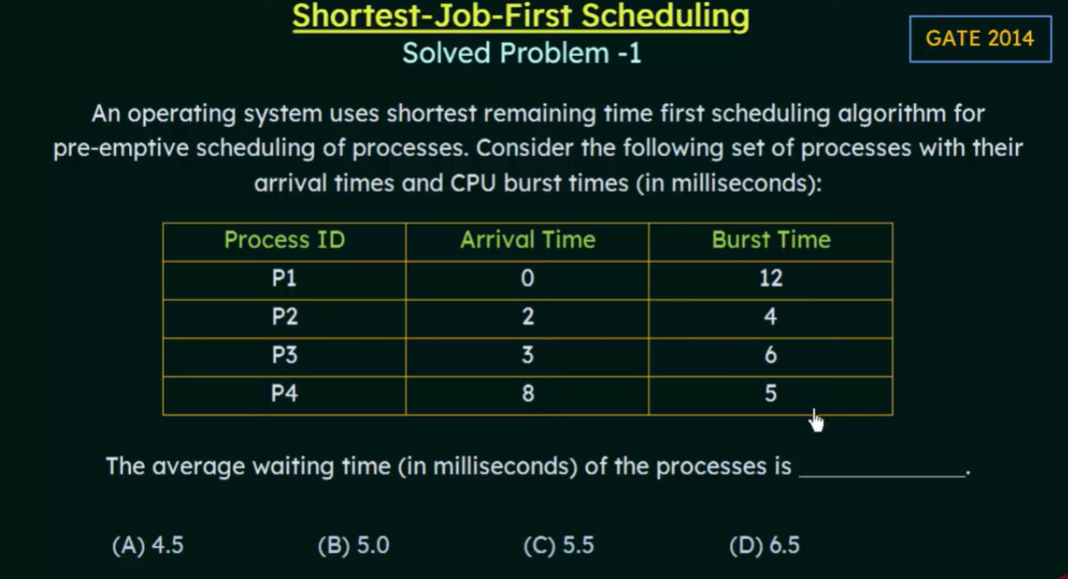 Shortest-Job-First Scheduling
Solved Problem -1
GATE 2014
An operating system uses shortest remaining time first scheduling algorithm for
pre-emptive scheduling of processes. Consider the following set of processes with their
arrival times and CPU burst times (in milliseconds):
Process ID Arrival Time Burst Time
P1 0 12
P2 2 4
P3 3 6
P4 8 5
The average waiting time (in milliseconds) of the processes is ______________.
(A) 4.5 (B) 5.0 (C) 5.5 (D) 6.5